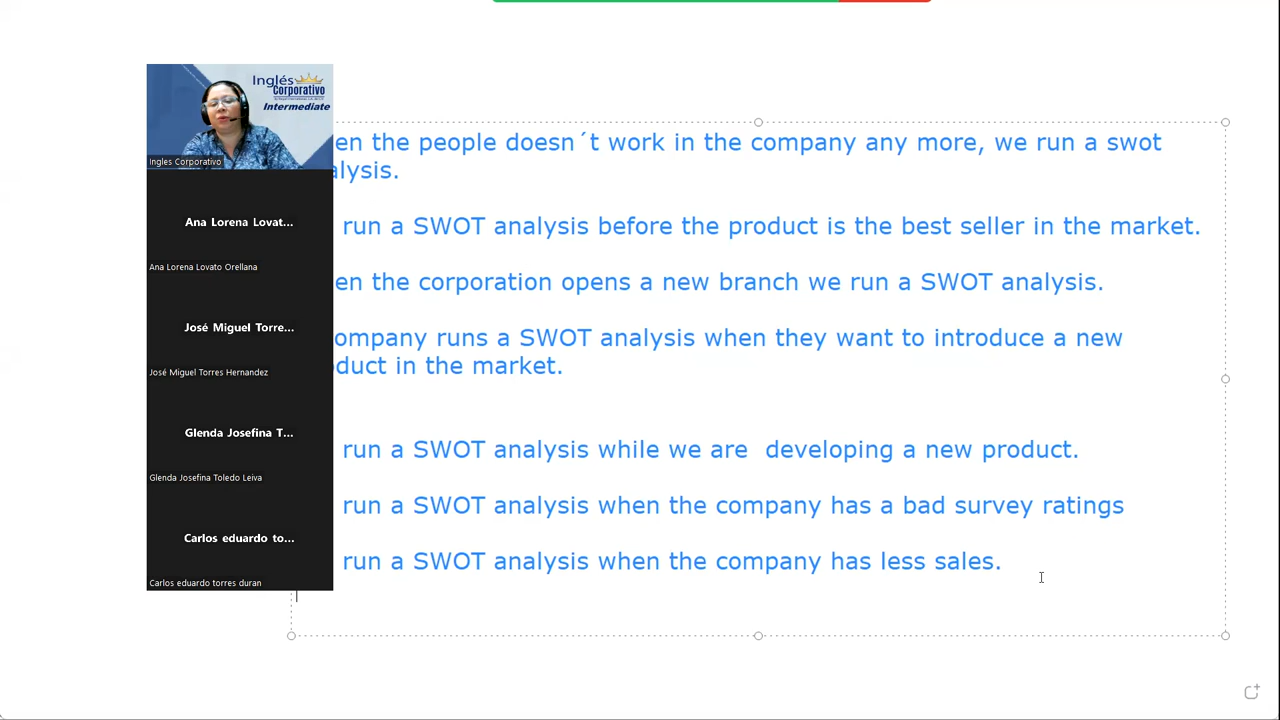 Inglés
Corporativo
Intermediate
Ingles Corporativo
Ana Lorena Lovat...
Ana Lorena Lovato Orellana
José Miguel Torre...
José Miguel Torres Hernandez
Glenda Josefina T...
Glenda Josefina Toledo Leiva
Carlos eduardo to...
Carlos eduardo torres duran
en the people doesn´t work in the company any more, we run a swot
alysis.
run a SWOT analysis before the product is the best seller in the market.
en the corporation opens a new branch we run a SWOT analysis.
ompany runs a SWOT analysis when they want to introduce a new
duct in the market.
run a SWOT analysis while we are  developing a new product.
run a SWOT analysis when the company has a bad survey ratings
run a SWOT analysis when the company has less sales.